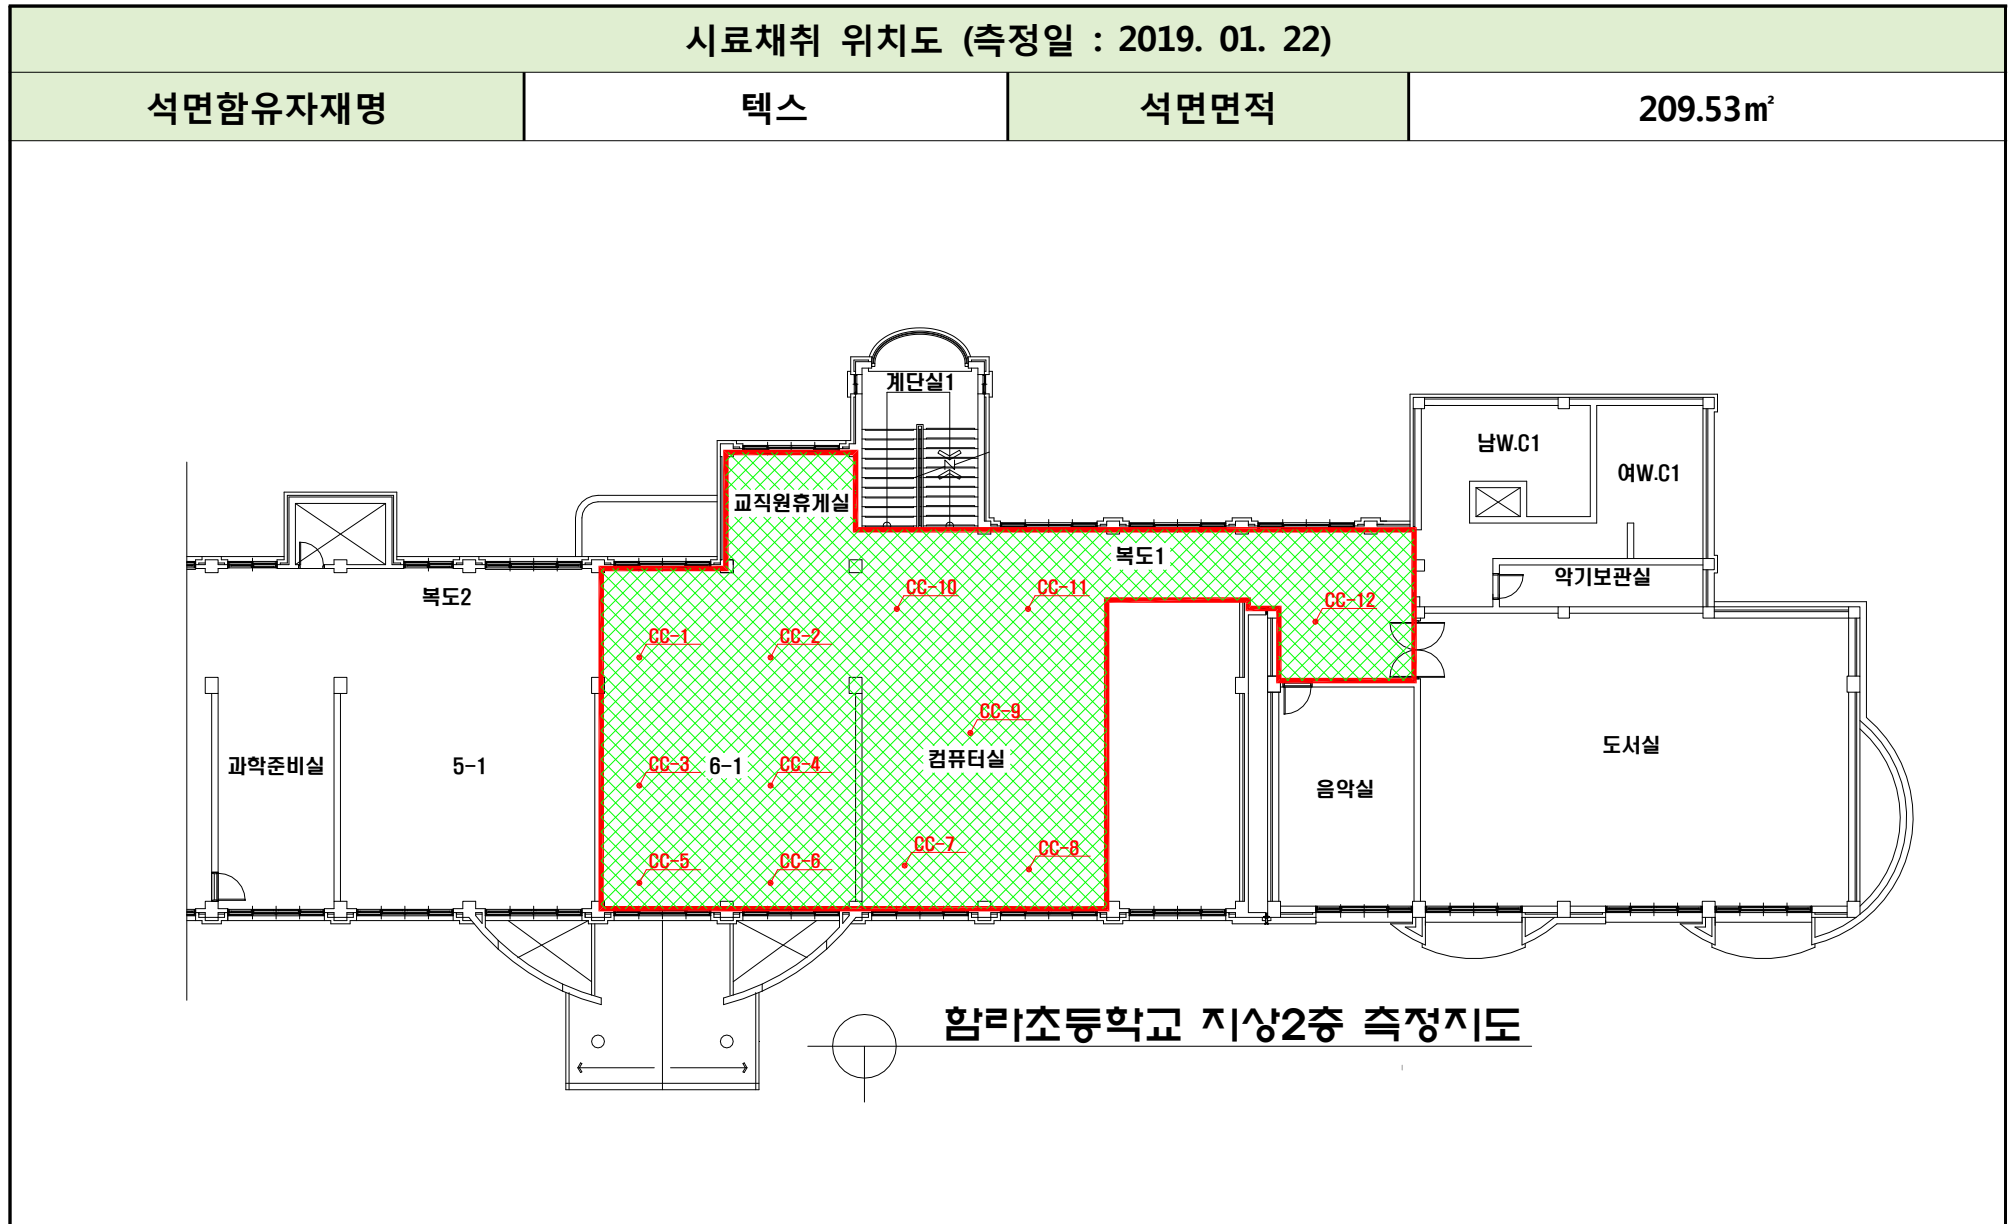 시료채취 위치도 (측정일 : 2019. 01. 22)
석면함유자재명 텍스 석면면적 209.53㎡
계단실1
남W.C1
여W.C1
교직원휴게실
복도1
악기보관실
복도2
CC-10 CC-11 CC-12
CC-1 CC-2
CC-9
과학준비실 5-1 CC-3 6-1 CC-4 컴퓨터실 도서실
음악실
CC-7 CC-8
CC-5 CC-6
함라초등학교 지상2층 측정지도